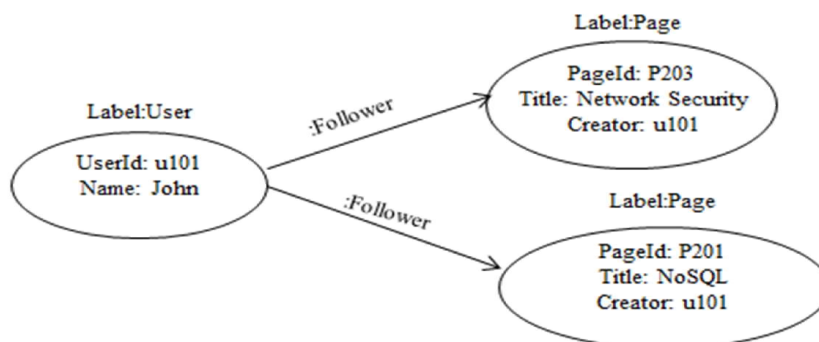 Label:User
UserId: u101
Name: John
:Follower
:Follower
Label:Page
PageId: P203
Title: Network Security
Creator: u101
Label:Page
PageId: P201
Title: NoSQL
Creator: u101